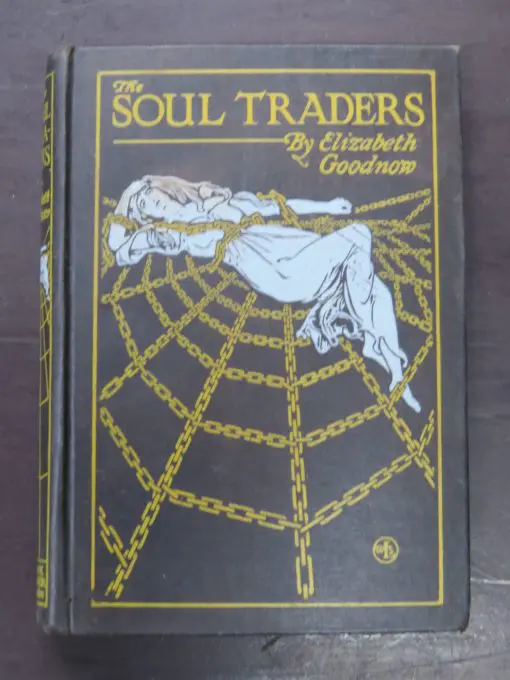 The
SOUL TRADERS
By Elizabeth
Goodnow